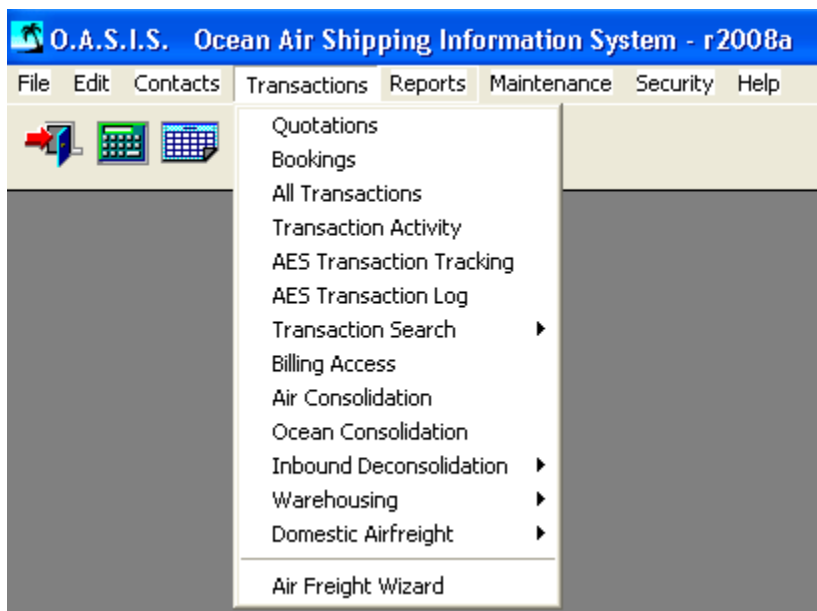 O.A.S.I.S. Ocean Air Shipping Information System - r2008a
File Edit Contacts Transactions Reports Maintenance Security Help
Quotations
Bookings
All Transactions
Transaction Activity
AES Transaction Tracking
AES Transaction Log
Transaction Search
Billing Access
Air Consolidation
Ocean Consolidation
Inbound Deconsolidation
Warehousing
Domestic Airfreight
Air Freight Wizard